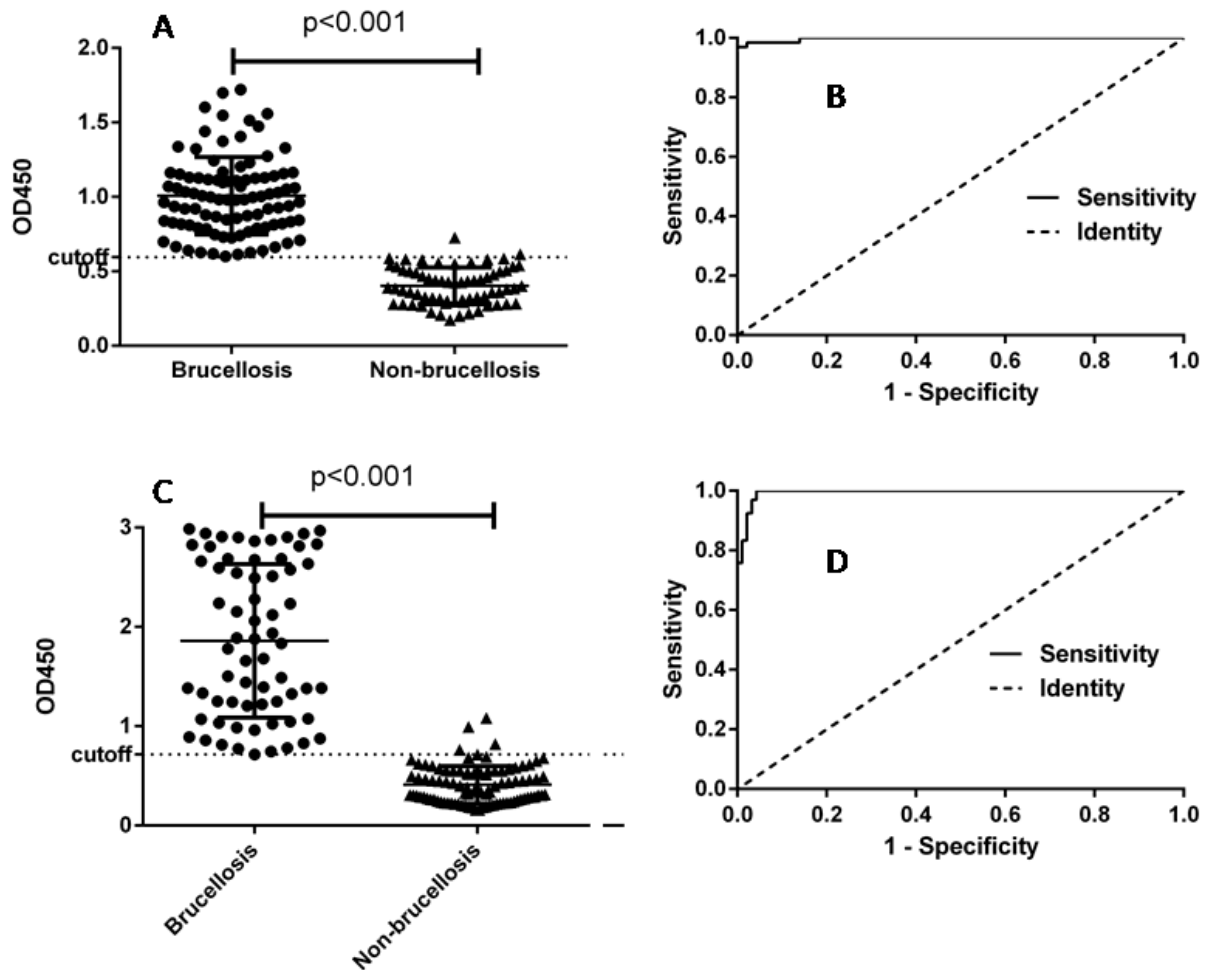 A
p<0.001
2.0
1.5
1.0
cutoff
0.5
0.0
OD450
Brucellosis
Non-brucellosis
B
1.0
0.8
0.6
0.4
0.2
0.0
Sensitivity
Sensitivity
Identity
0.0 0.2 0.4 0.6 0.8 1.0
1 - Specificity
C
p<0.001
3
2
1
cutoff
0
OD450
Brucellosis
Non-brucellosis
D
1.0
0.8
0.6
0.4
0.2
0.0
Sensitivity
Sensitivity
Identity
0.0 0.2 0.4 0.6 0.8 1.0
1 - Specificity